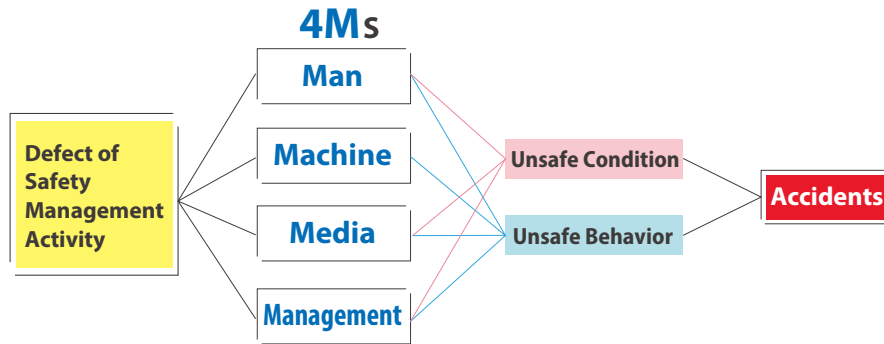 4Ms
Man
Machine
Media
Management
Defect of
Safety
Management
Activity
Unsafe Condition
Unsafe Behavior
Accidents